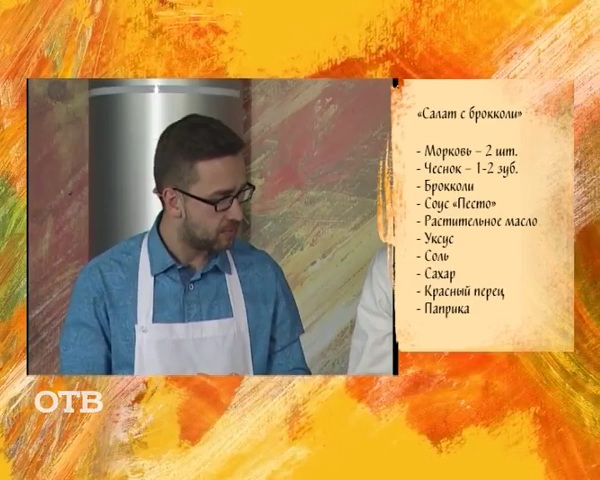 «Салат с брокколи»
- Морковь – 2 шт.
- Чеснок – 1-2 зуб.
- Брокколи
- Соус «Песто»
- Растительное масло
- Уксус
- Соль
- Сахар
- Красный перец
- Паприка
ОТВ